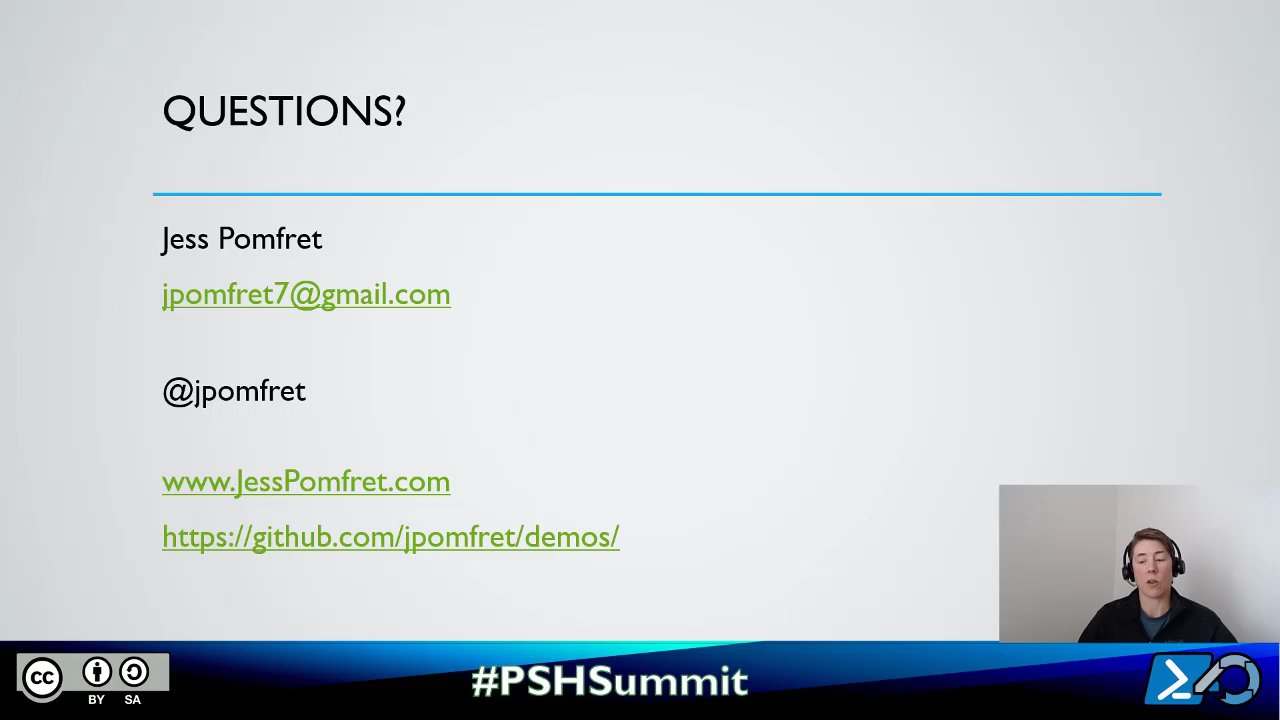 QUESTIONS?
Jess Pomfret
jpomfret7@gmail.com
@jpomfret
www.JessPomfret.com
https://github.com/jpomfret/demos/
cc
BY SA
#PSHSummit